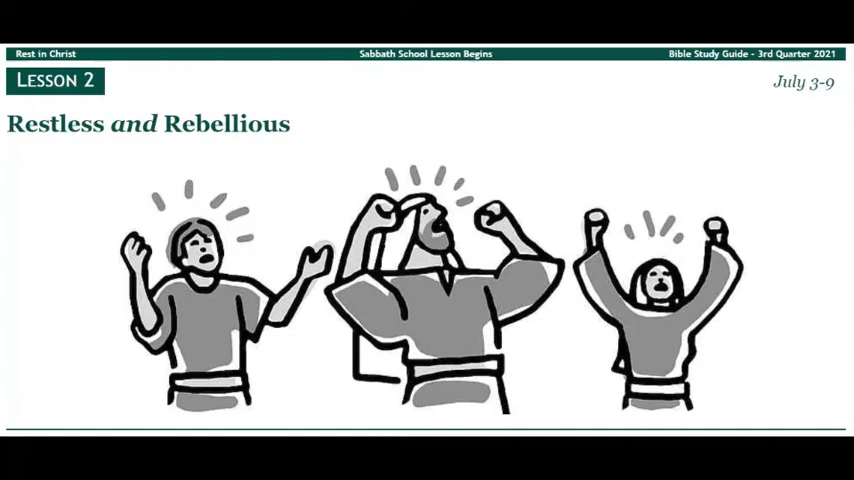 Rest in Christ
Sabbath School Lesson Begins
Bible Study Guide - 3rd Quarter 2021
LESSON 2
July 3-9
Restless and Rebellious